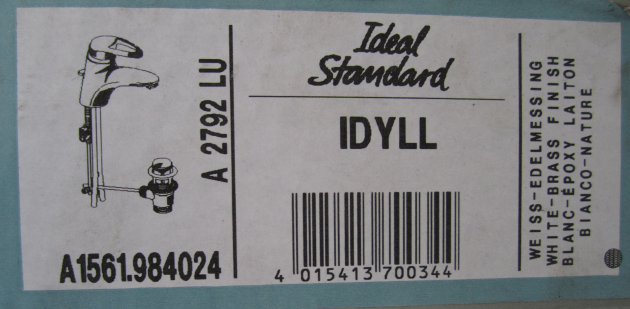 A 2792 LU
A1561.984024
Ideal
Standard
IDYLL
4 015413 700344
WEISS-EDELMESSING
WHITE-BRASS FINISH
BLANC-ÉPOXY LAITON
BIANCO-NATURE